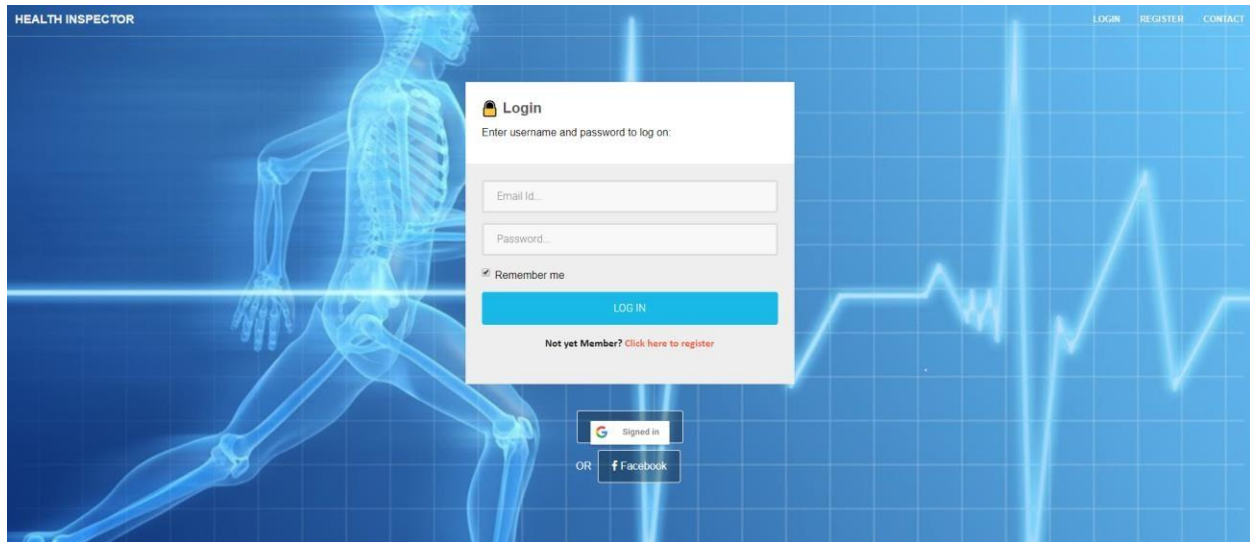 HEALTH INSPECTOR
LOGIN REGISTER CONTACT
Login
Enter username and password to log on:
Email Id...
Password...
Remember me
LOG IN
Not yet Member? Click here to register
G Signed in
OR f Facebook